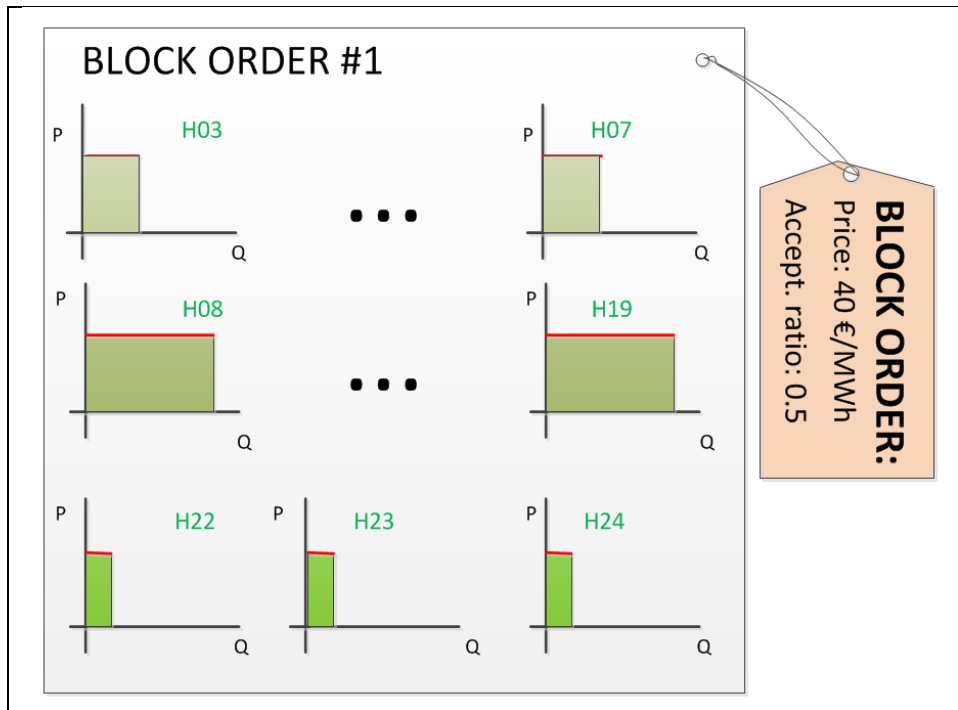 BLOCK ORDER #1
H03
H07
P
P
Q
Q
P
H08
P
H19
Q
Q
P
H22
P
H23
P
H24
Q
Q
Q
BLOCK ORDER:
Price: 40 €/MWh
Accept. ratio: 0.5